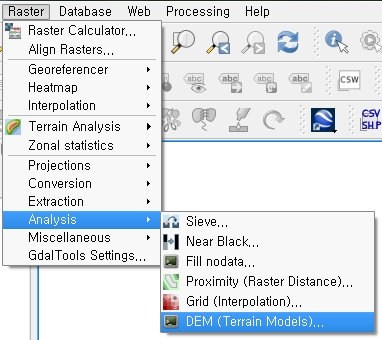 Raster Database Web Processing Help
Raster Calculator...
Align Rasters...
Georeferencer
Heatmap
Interpolation
Terrain Analysis
Zonal statistics
Projections
Conversion
Extraction
Analysis
Miscellaneous
GdalTools Settings...
Sieve...
Near Black...
Fill nodata...
Proximity (Raster Distance)...
Grid (Interpolation)...
DEM (Terrain Models)...
abc
abc
abc
abc
CSW
CSV
SHP